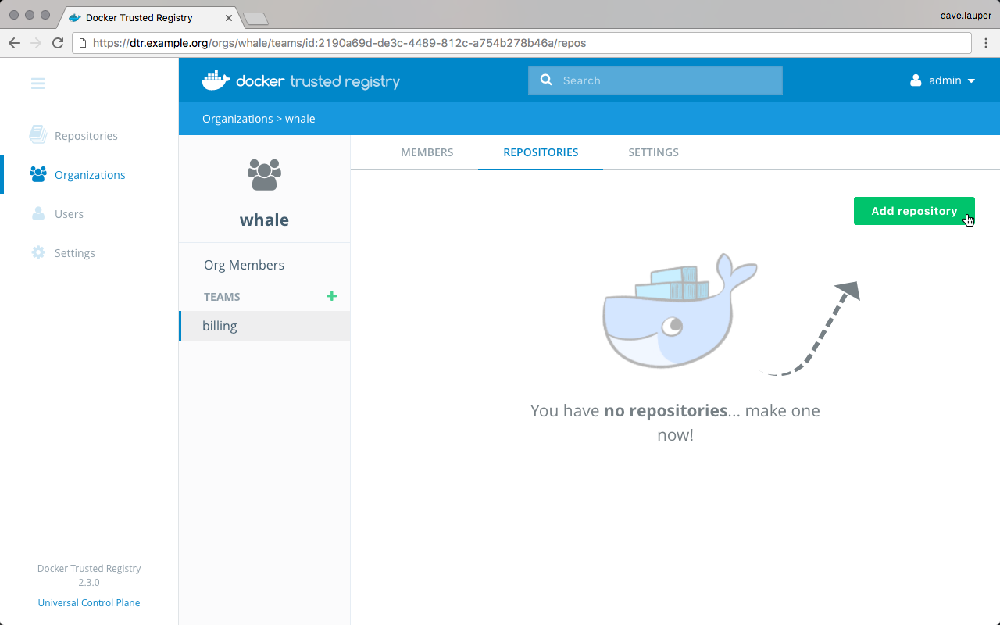 Docker Trusted Registry
dave.lauper
https://dtr.example.org/orgs/whale/teams/id:2190a69d-de3c-4489-812c-a754b278b46a/repos
docker trusted registry
Search
admin
Organizations > whale
Repositories
Organizations
Users
Settings
whale
Org Members
TEAMS
billing
MEMBERS
REPOSITORIES
SETTINGS
Add repository
You have no repositories... make one
now!
Docker Trusted Registry
2.3.0
Universal Control Plane